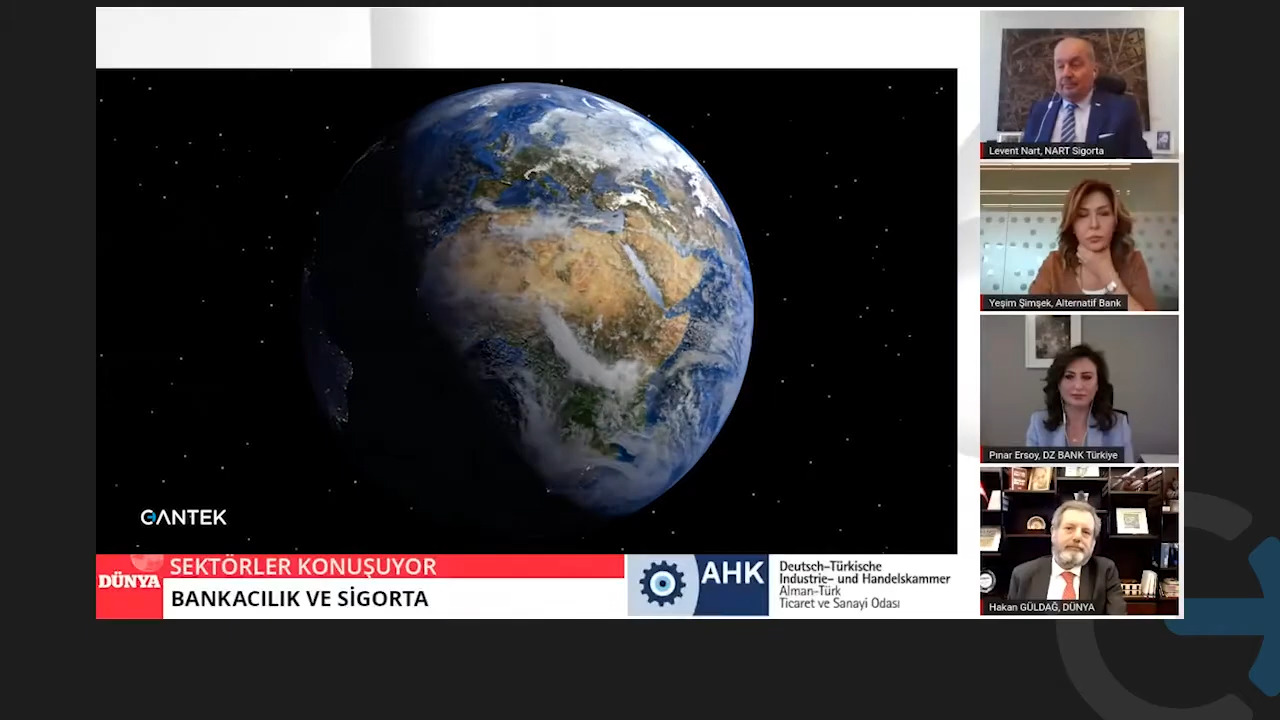 Levent Nart, NART Sigorta
Yeşim Şimşek, Alternatif Bank
Pınar Ersoy, DZ BANK Türkiye
Hakan GÜLDAĞ, DÜNYA
CANTEK
DÜNYA
SEKTÖRLER KONUŞUYOR
BANKACILIK VE SİGORTA
AHK
Deutsch-Türkische
Industrie- und Handelskammer
Alman-Türk
Ticaret ve Sanayi Odası